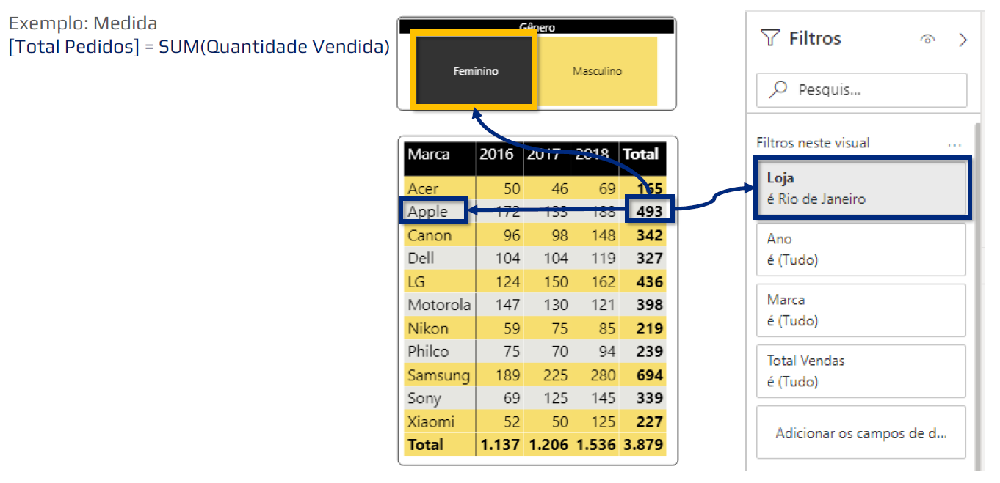 Exemplo: Medida
[Total Pedidos] = SUM(Quantidade Vendida)
Gênero
Feminino Masculino
Marca 2016 2017 2018 Total
Acer 50 46 69 165
Apple 172 133 188 493
Canon 96 98 148 342
Dell 104 104 119 327
LG 124 150 162 436
Motorola 147 130 121 398
Nikon 59 75 85 219
Philco 75 70 94 239
Samsung 189 225 280 694
Sony 69 125 145 339
Xiaomi 52 50 125 227
Total 1.137 1.206 1.536 3.879
Filtros
Pesquis...
Filtros neste visual ...
Loja
é Rio de Janeiro
Ano
é (Tudo)
Marca
é (Tudo)
Total Vendas
é (Tudo)
Adicionar os campos de d...